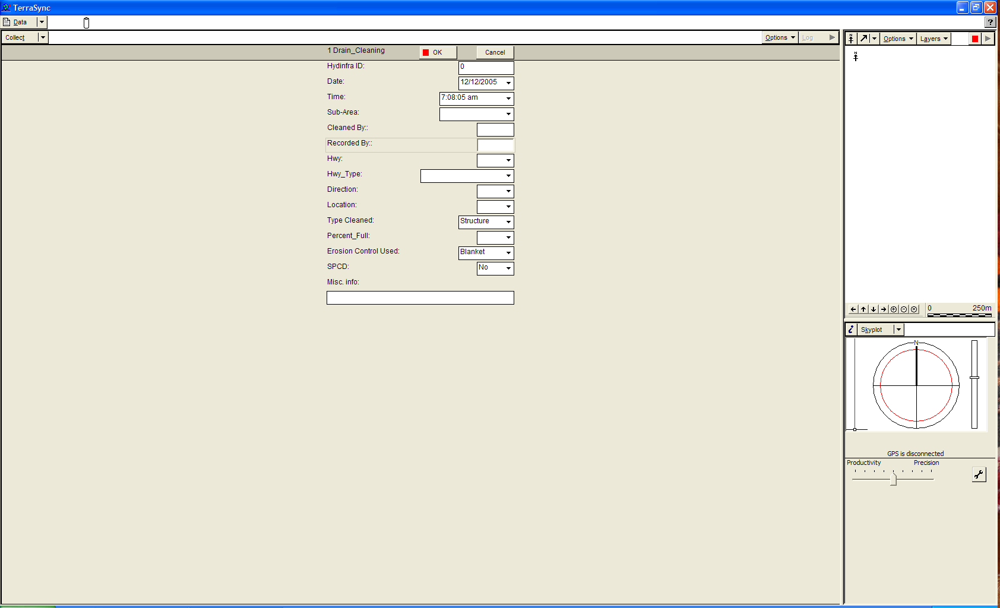 TerraSync
Data
?
Collect
Options
Log
1 Drain_Cleaning
OK
Cancel
Hydinfra ID:
0
Date:
12/12/2005
Time:
7:08:05 am
Sub-Area:
Cleaned By::
Recorded By::
Hwy:
Hwy_Type:
Direction:
Location:
Type Cleaned:
Structure
Percent_Full:
Erosion Control Used:
Blanket
SPCD:
No
Misc. info:
N
Options
Layers
N
0
250m
i
Skyplot
N
GPS is disconnected
Productivity
Precision